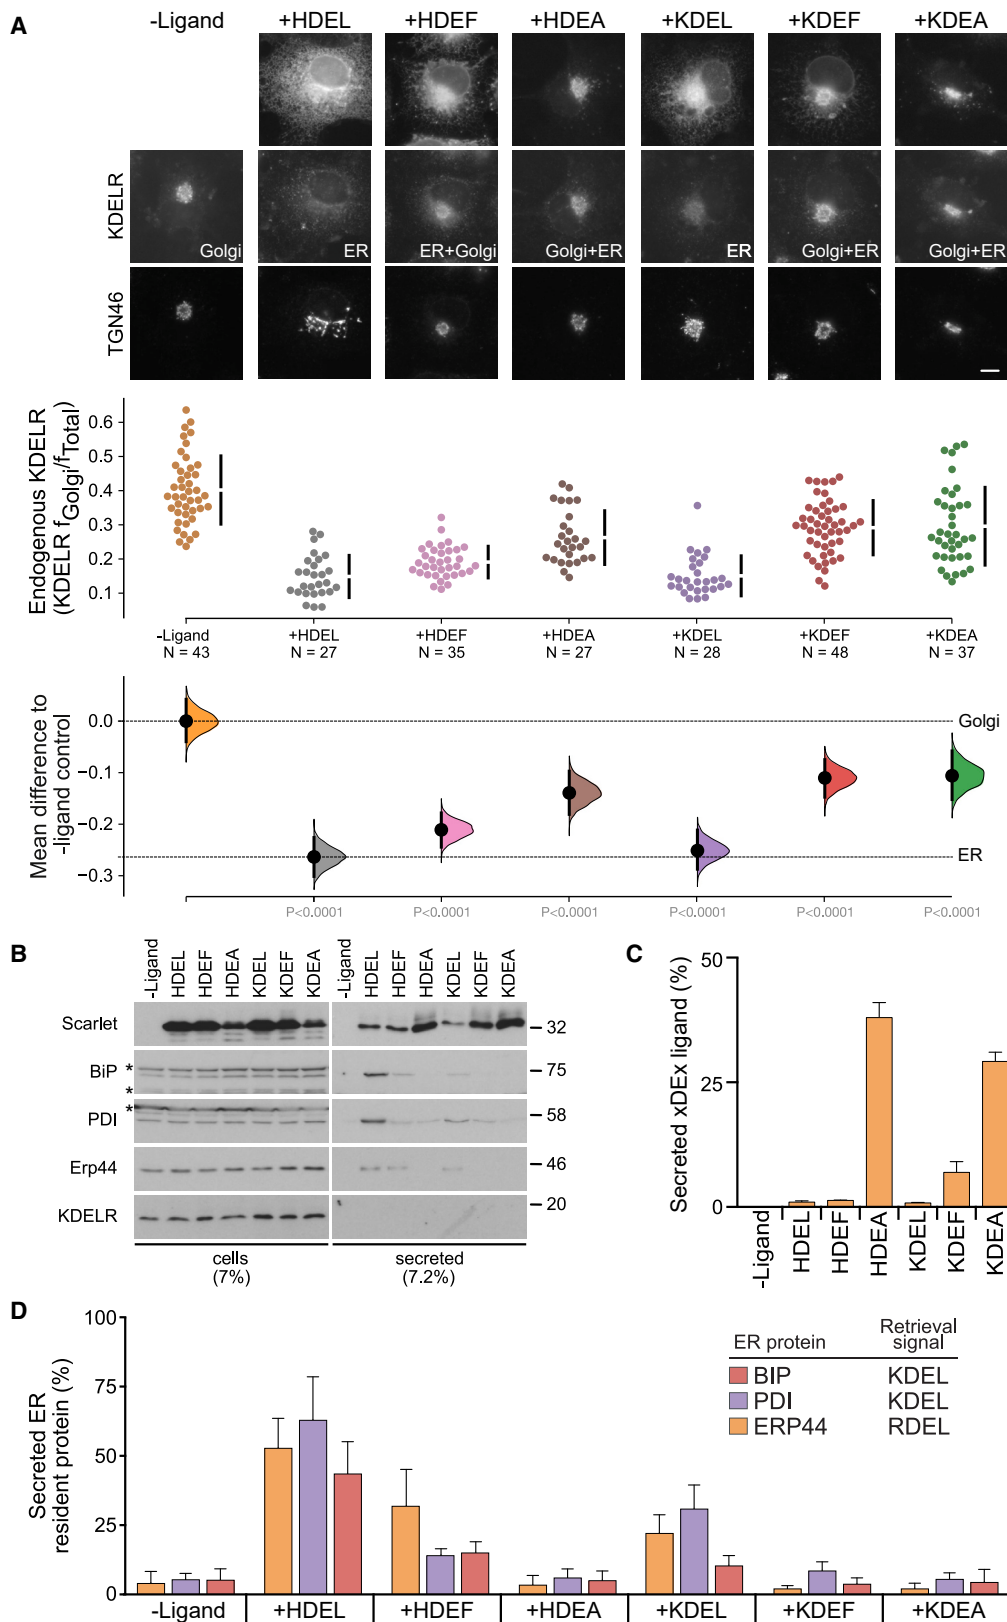 A
-Ligand +HDEL +HDEF +HDEA +KDEL +KDEF +KDEA
KDELR
Golgi ER ER+Golgi Golgi+ER ER Golgi+ER Golgi+ER
TGN46
Endogenous KDELR
(KDELR fGolgi/fTotal)
0.6
0.5
0.4
0.3
0.2
0.1
-Ligand +HDEL +HDEF +HDEA +KDEL +KDEF +KDEA
N = 43 N = 27 N = 35 N = 27 N = 28 N = 48 N = 37
Mean difference to
-ligand control
0.0
−0.1
−0.2
−0.3
Golgi
ER
P<0.0001 P<0.0001 P<0.0001 P<0.0001 P<0.0001 P<0.0001
B
-Ligand HDEL HDEF HDEA KDEL KDEF KDEA -Ligand HDEL HDEF HDEA KDEL KDEF KDEA
Scarlet 32
BiP * * 75
PDI * 58
Erp44 46
KDELR 20
cells secreted
(7%) (7.2%)
C
Secreted xDEx ligand (%)
50
25
0
-Ligand HDEL HDEF HDEA KDEL KDEF KDEA
D
Secreted ER
resident protein (%)
100
75
50
25
0
ER protein Retrieval signal
BIP KDEL
PDI KDEL
ERP44 RDEL
-Ligand +HDEL +HDEF +HDEA +KDEL +KDEF +KDEA